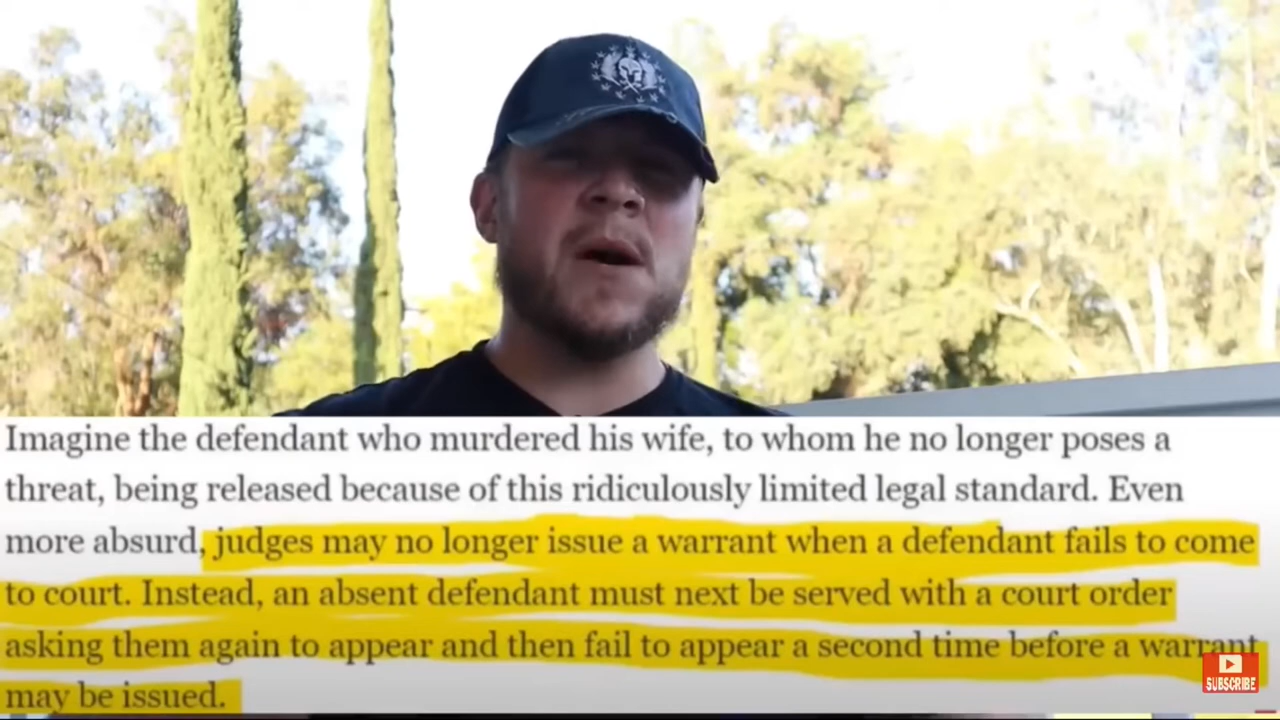 Imagine the defendant who murdered his wife, to whom he no longer poses a
threat, being released because of this ridiculously limited legal standard. Even
more absurd, judges may no longer issue a warrant when a defendant fails to come
to court. Instead, an absent defendant must next be served with a court order
asking them again to appear and then fail to appear a second time before a warrant
may be issued.
SUBSCRIBE